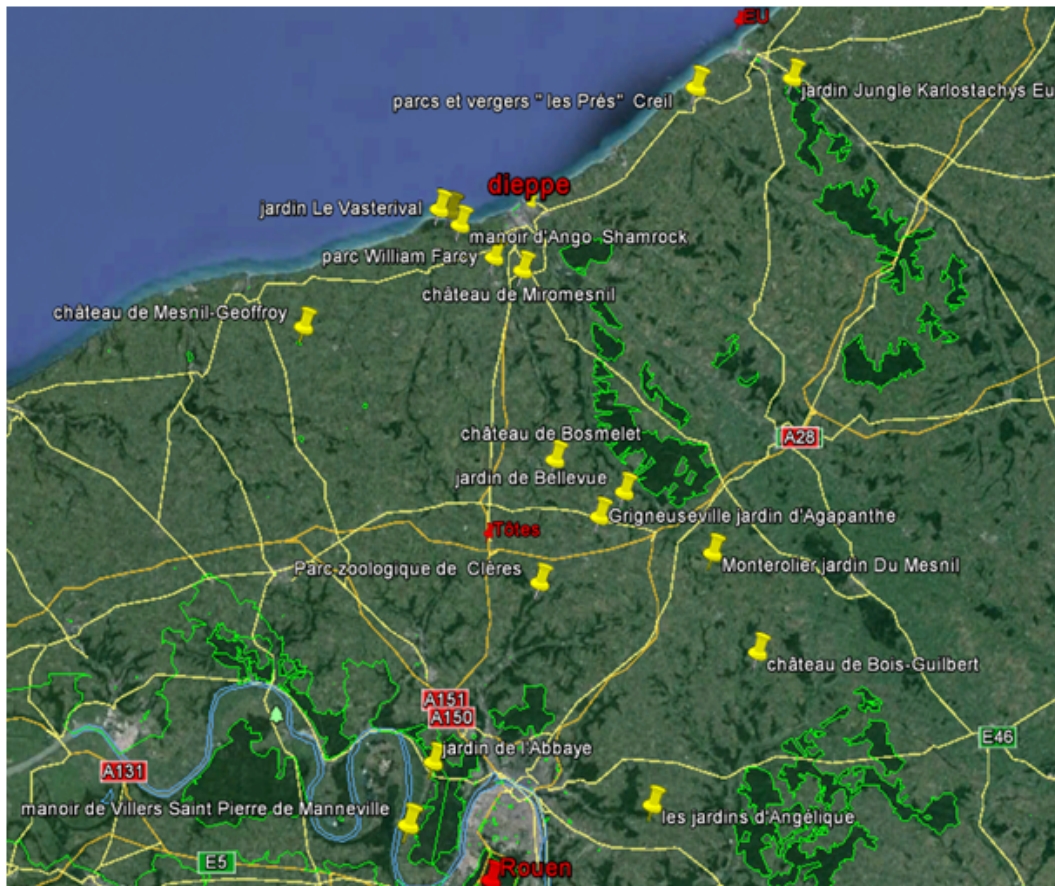 EU
jardin Jungle Karlostachys Eu
parcs et vergers " les Prés" Creil
dieppe
jardin Le Vasterival
manoir d'Ango Shamrock
parc William Farcy
château de Miromesnil
château de Mesnil-Geoffroy
château de Bosmelet
A28
jardin de Bellevue
Grigneuseville jardin d'Agapanthe
Tôtes
Parc zoologique de Clères
Monterolier jardin Du Mesnil
château de Bois-Guilbert
A151
A150
E46
jardin de l'Abbaye
A131
manoir de Villers Saint Pierre de Manneville
les jardins d'Angélique
E5
Rouen